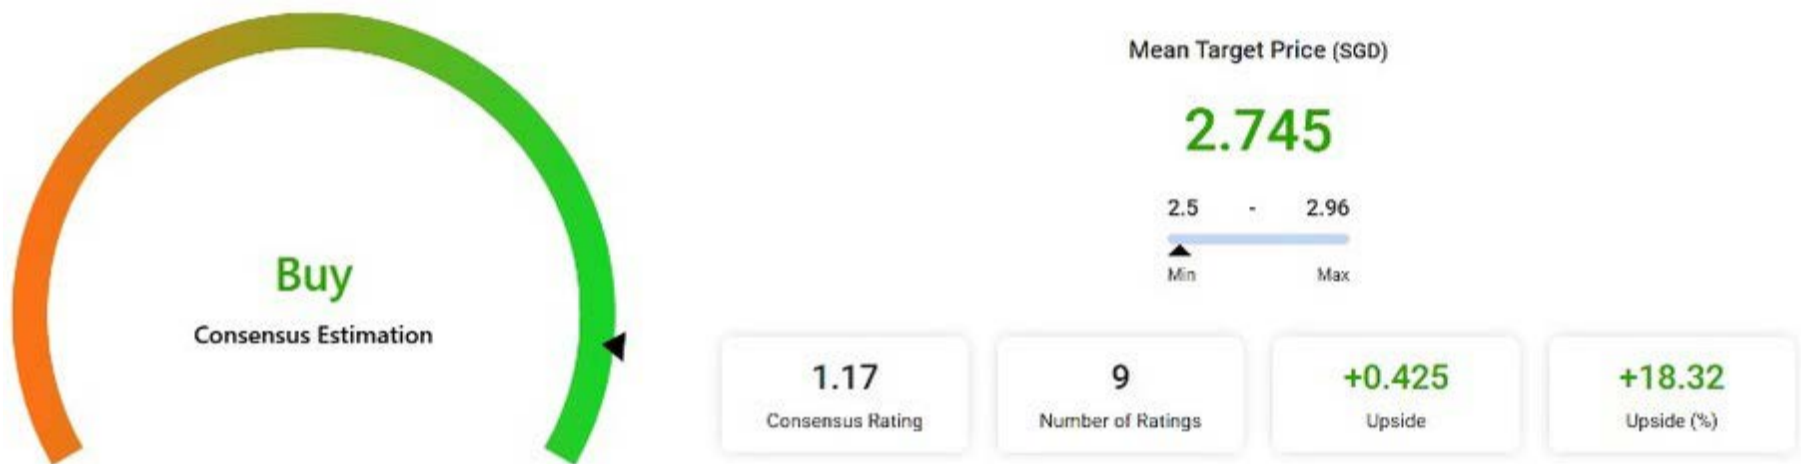 Buy
Consensus Estimation
Mean Target Price (SGD)
2.745
2.5 - 2.96
Min Max
1.17
Consensus Rating
9
Number of Ratings
+0.425
Upside
+18.32
Upside (%)